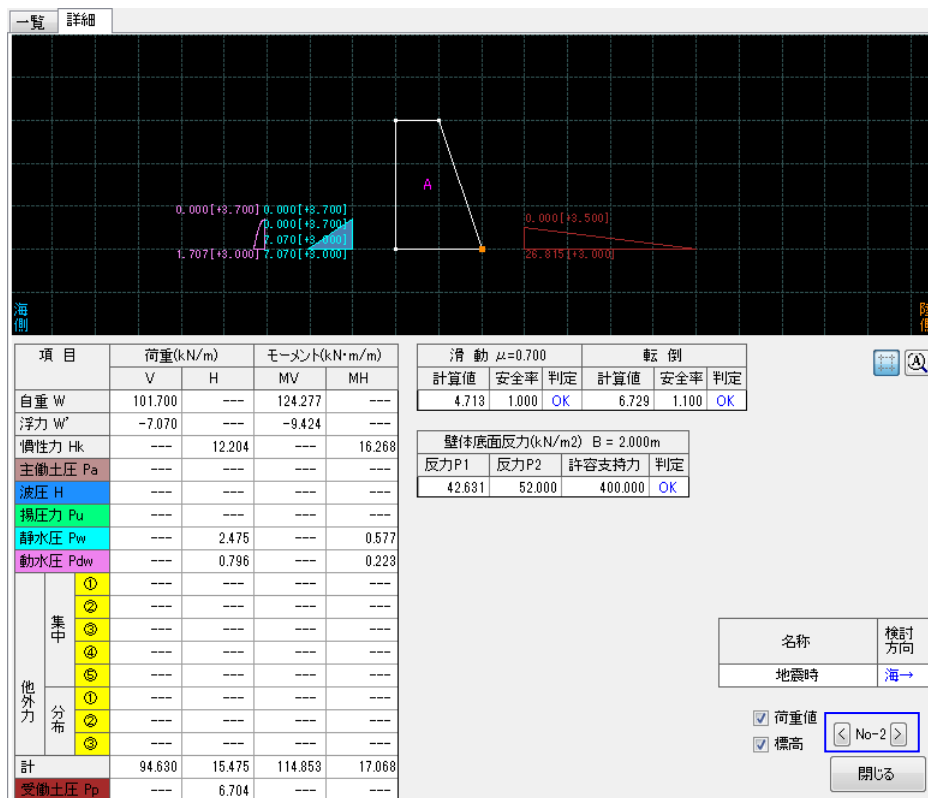 一覧 詳細
0.000[+3.700] 0.000[+3.700]
0.000[+3.700]
7.070[+3.000]
1.707[+3.000] 7.070[+3.000]
A
0.000[+3.500]
26.815[+3.000]
海側
項 目 荷重(kN/m) モーメント(kN・m/m)
V H MV MH
自重 W 101.700 --- 124.277 ---
浮力 W' -7.070 --- -9.424 ---
慣性力 Hk --- 12.204 --- 16.268
主働土圧 Pa --- --- --- ---
波圧 H --- --- --- ---
揚圧力 Pu --- --- --- ---
静水圧 Pw --- 2.475 --- 0.577
動水圧 Pdw --- 0.796 --- 0.223
他外力
集中
① --- --- --- ---
② --- --- --- ---
③ --- --- --- ---
④ --- --- --- ---
⑤ --- --- --- ---
分布
① --- --- --- ---
② --- --- --- ---
③ --- --- --- ---
計 94.630 15.475 114.853 17.068
受働土圧 Pp --- 6.704 --- ---
滑 動 μ=0.700 転 倒
計算値 安全率 判定 計算値 安全率 判定
4.713 1.000 OK 6.729 1.100 OK
壁体底面反力(kN/m2) B = 2.000m
反力P1 反力P2 許容支持力 判定
42.631 52.000 400.000 OK
名称 検討方向
地震時 海→
荷重値
標高
< No-2 >
閉じる